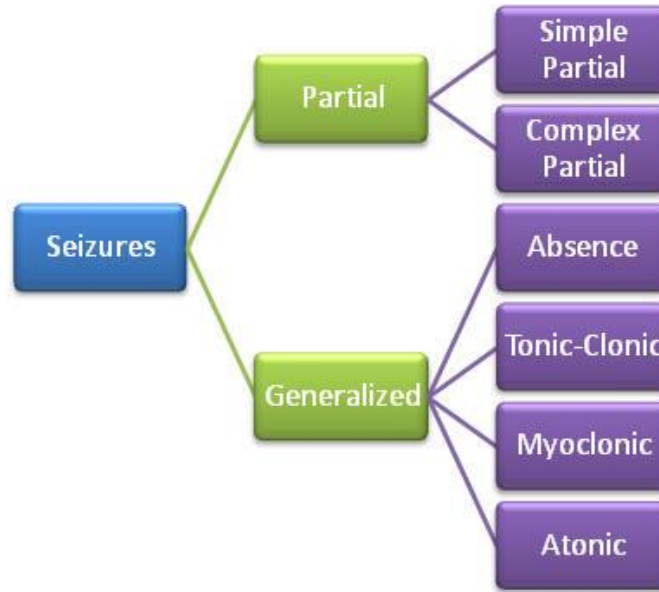 Seizures
Partial
Simple
Partial
Complex
Partial
Generalized
Absence
Tonic-Clonic
Myoclonic
Atonic